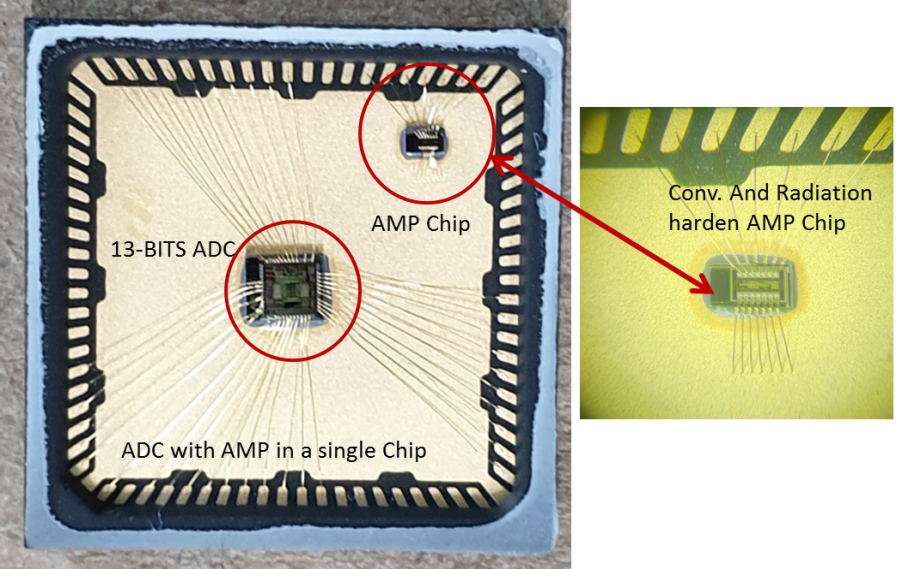 AMP Chip
13-BITS ADC
ADC with AMP in a single Chip
Conv. And Radiation
harden AMP Chip